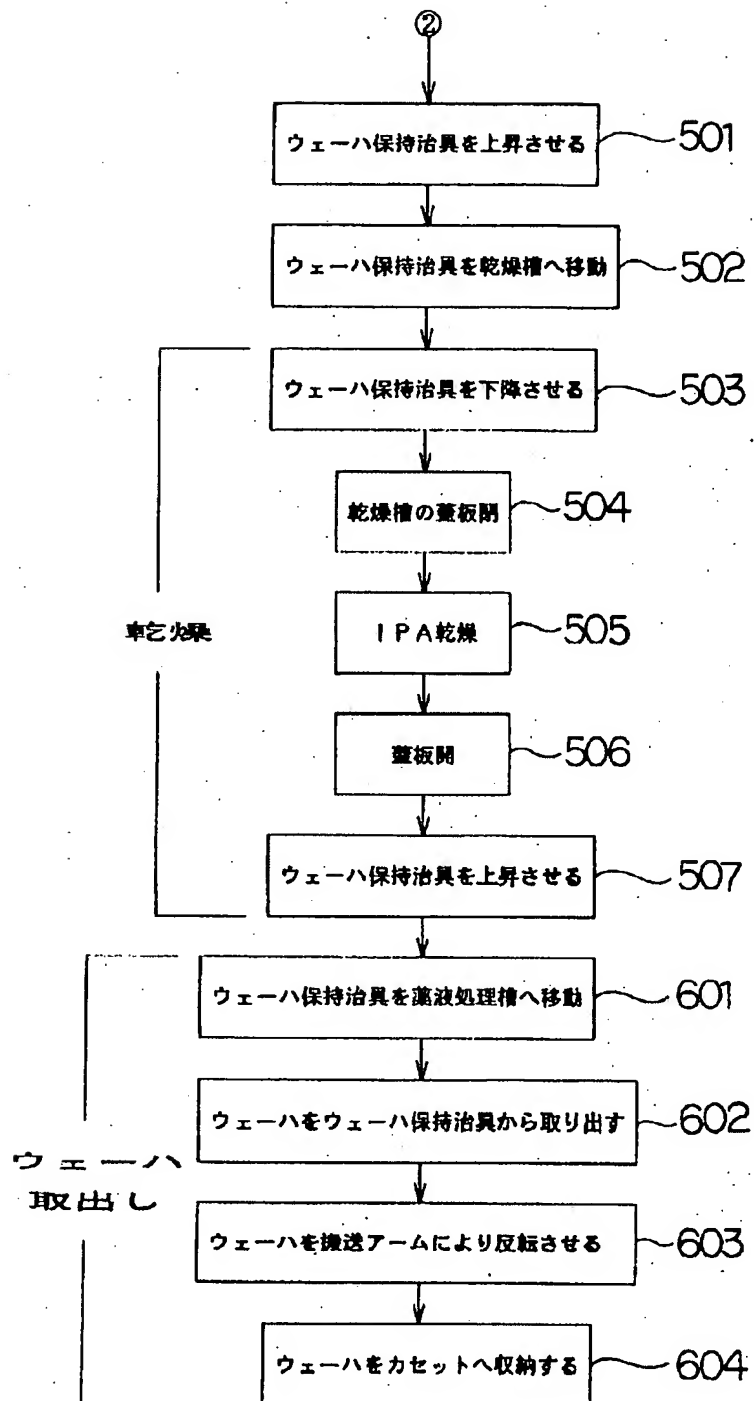 ②
ウェーハ保持治具を上昇させる
501
ウェーハ保持治具を乾燥槽へ移動
502
ウェーハ保持治具を下降させる
503
乾燥槽の蓋板閉
504
乾燥
IPA乾燥
505
蓋板開
506
ウェーハ保持治具を上昇させる
507
ウェーハ保持治具を薬液処理槽へ移動
601
ウェーハをウェーハ保持治具から取り出す
602
ウェーハ
取出し
ウェーハを搬送アームにより反転させる
603
ウェーハをカセットへ収納する
604